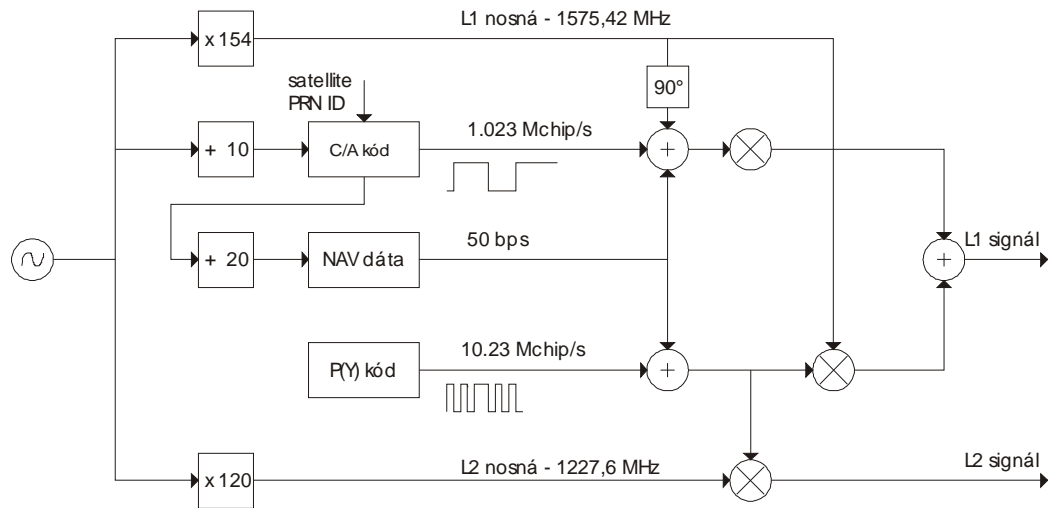 L1 nosná - 1575,42 MHz
x 154
satellite
PRN ID
90°
1.023 Mchip/s
+ 10
C/A kód
+
50 bps
L1 signál
+ 20
NAV dáta
+
10.23 Mchip/s
P(Y) kód
+
L2 nosná - 1227,6 MHz
L2 signál
x 120